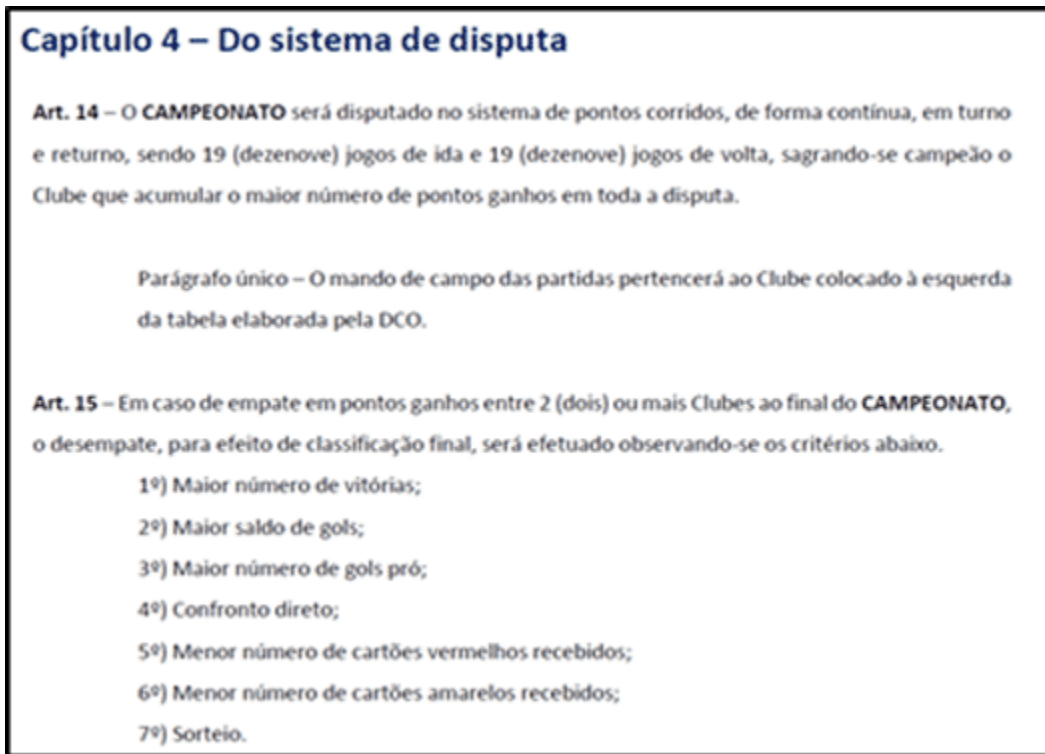 Capítulo 4 – Do sistema de disputa
Art. 14 – O CAMPEONATO será disputado no sistema de pontos corridos, de forma contínua, em turno
e returno, sendo 19 (dezenove) jogos de ida e 19 (dezenove) jogos de volta, sagrando-se campeão o
Clube que acumular o maior número de pontos ganhos em toda a disputa.
Parágrafo único – O mando de campo das partidas pertencerá ao Clube colocado à esquerda
da tabela elaborada pela DCO.
Art. 15 – Em caso de empate em pontos ganhos entre 2 (dois) ou mais Clubes ao final do CAMPEONATO,
o desempate, para efeito de classificação final, será efetuado observando-se os critérios abaixo.
1º) Maior número de vitórias;
2º) Maior saldo de gols;
3º) Maior número de gols pró;
4º) Confronto direto;
5º) Menor número de cartões vermelhos recebidos;
6º) Menor número de cartões amarelos recebidos;
7º) Sorteio.